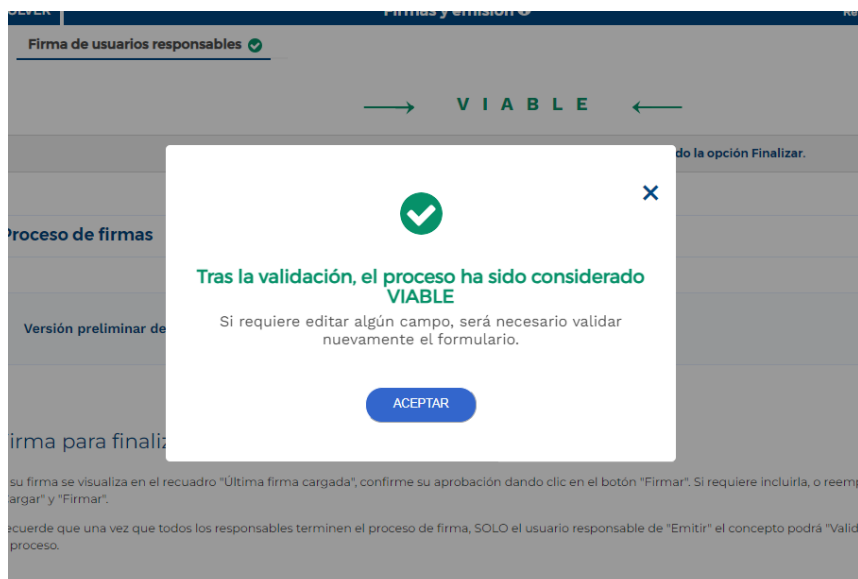 Firmas y emisión
Firma de usuarios responsables
VIABLE
do la opción Finalizar.
Proceso de firmas
Tras la validación, el proceso ha sido considerado
VIABLE
Si requiere editar algún campo, será necesario validar
nuevamente el formulario.
Versión preliminar de
ACEPTAR
irma para finaliz
su firma se visualiza en el recuadro "Última firma cargada", confirme su aprobación dando clic en el botón "Firmar". Si requiere incluirla, o reemp
argar" y "Firmar".
ecuerde que una vez que todos los responsables terminen el proceso de firma, SOLO el usuario responsable de "Emitir" el concepto podrá "Valid
proceso.